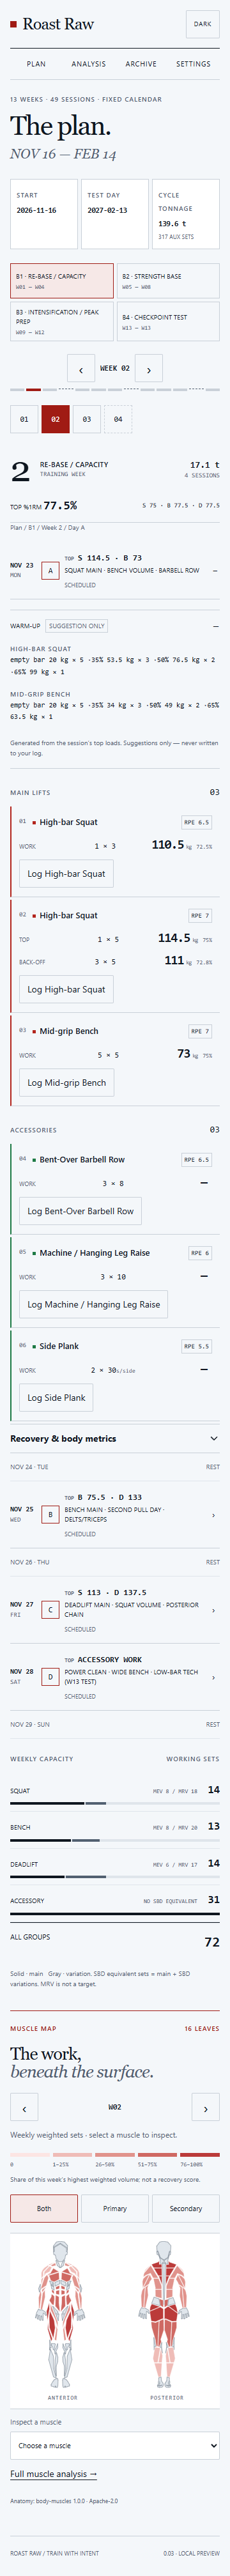 Roast Raw
DARK
PLAN ANALYSIS ARCHIVE SETTINGS
13 WEEKS · 49 SESSIONS · FIXED CALENDAR
The plan.
NOV 16 — FEB 14
START
2026-11-16
TEST DAY
2027-02-13
CYCLE TONNAGE
139.6 t
317 AUX SETS
B1 · RE-BASE / CAPACITY
W01 — W04
B2 · STRENGTH BASE
W05 — W08
B3 · INTENSIFICATION / PEAK PREP
W09 — W12
B4 · CHECKPOINT TEST
W13 — W13
‹ WEEK 02 ›
01 02 03 04
2 RE-BASE / CAPACITY 17.1 t
TRAINING WEEK 4 SESSIONS
TOP %1RM 77.5% S 75 · B 77.5 · D 77.5
Plan / B1 / Week 2 / Day A
NOV 23 MON A TOP S 114.5 · B 73
SQUAT MAIN · BENCH VOLUME · BARBELL ROW –
SCHEDULED
WARM-UP SUGGESTION ONLY –
HIGH-BAR SQUAT
empty bar 20 kg × 5 ·35% 53.5 kg × 3 ·50% 76.5 kg × 2
·65% 99 kg × 1
MID-GRIP BENCH
empty bar 20 kg × 5 ·35% 34 kg × 3 ·50% 49 kg × 2 ·65%
63.5 kg × 1
Generated from the session's top loads. Suggestions only — never written
to your log.
MAIN LIFTS 03
01 High-bar Squat RPE 6.5
WORK 1 × 3 110.5 kg 72.5%
Log High-bar Squat
02 High-bar Squat RPE 7
TOP 1 × 5 114.5 kg 75%
BACK-OFF 3 × 5 111 kg 72.8%
Log High-bar Squat
03 Mid-grip Bench RPE 7
WORK 5 × 5 73 kg 75%
Log Mid-grip Bench
ACCESSORIES 03
04 Bent-Over Barbell Row RPE 6.5
WORK 3 × 8 —
Log Bent-Over Barbell Row
05 Machine / Hanging Leg Raise RPE 6
WORK 3 × 10 —
Log Machine / Hanging Leg Raise
06 Side Plank RPE 5.5
WORK 2 × 30s/side —
Log Side Plank
Recovery & body metrics
NOV 24 · TUE REST
NOV 25 WED B TOP B 75.5 · D 133
BENCH MAIN · SECOND PULL DAY ·
DELTS/TRICEPS
SCHEDULED
NOV 26 · THU REST
NOV 27 FRI C TOP S 113 · D 137.5
DEADLIFT MAIN · SQUAT VOLUME · POSTERIOR
CHAIN
SCHEDULED
NOV 28 SAT D TOP ACCESSORY WORK
POWER CLEAN · WIDE BENCH · LOW-BAR TECH
(W13 TEST)
SCHEDULED
NOV 29 · SUN REST
WEEKLY CAPACITY WORKING SETS
SQUAT MEV 8 / MRV 18 14
BENCH MEV 8 / MRV 20 13
DEADLIFT MEV 6 / MRV 17 14
ACCESSORY NO SBD EQUIVALENT 31
ALL GROUPS 72
Solid · main Gray · variation. SBD equivalent sets = main + SBD
variations. MRV is not a target.
MUSCLE MAP 16 LEAVES
The work,
beneath the surface.
‹ W02 ›
Weekly weighted sets · select a muscle to inspect.
0 1–25% 26–50% 51–75% 76–100%
Share of this week's highest weighted volume; not a recovery score.
Both Primary Secondary
ANTERIOR POSTERIOR
Inspect a muscle
Choose a muscle
Full muscle analysis →
Anatomy: body-muscles 1.0.0 · Apache-2.0
ROAST RAW / TRAIN WITH INTENT 0.03 · LOCAL PREVIEW